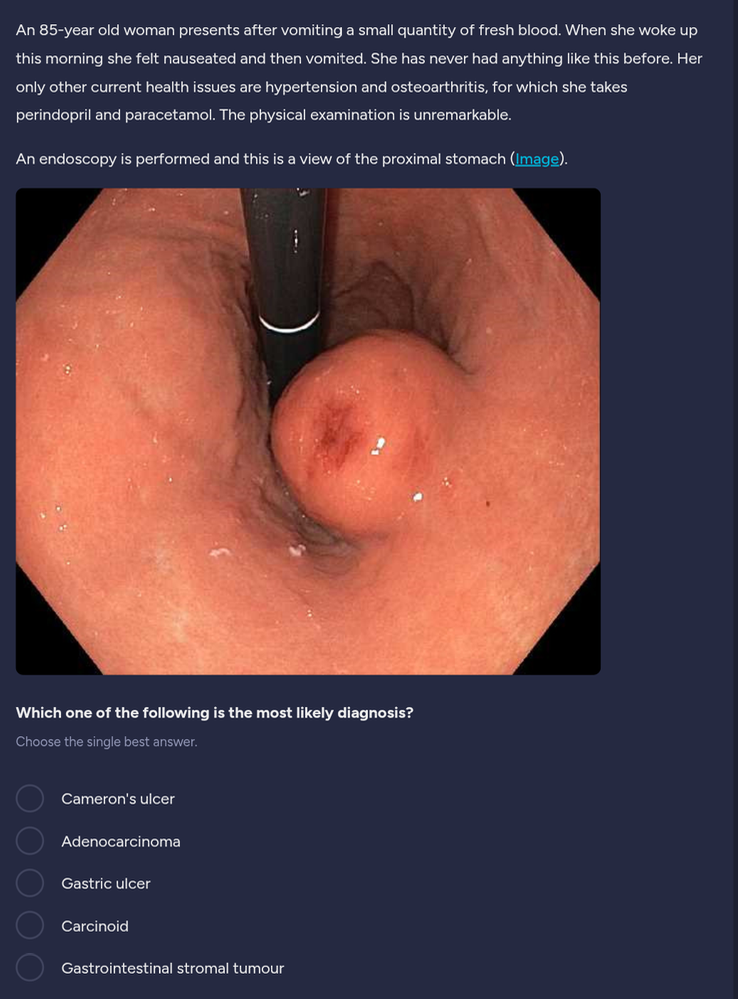 An 85-year old woman presents after vomiting a small quantity of fresh blood. When she woke up
this morning she felt nauseated and then vomited. She has never had anything like this before. Her
only other current health issues are hypertension and osteoarthritis, for which she takes
perindopril and paracetamol. The physical examination is unremarkable.
An endoscopy is performed and this is a view of the proximal stomach (Image).
Which one of the following is the most likely diagnosis?
Choose the single best answer.
Cameron's ulcer
Adenocarcinoma
Gastric ulcer
Carcinoid
Gastrointestinal stromal tumour